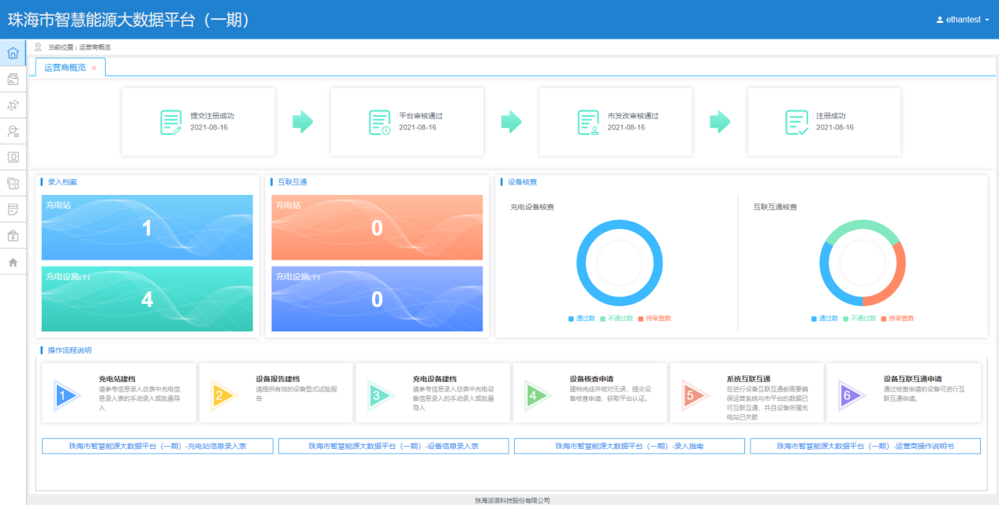 珠海市智慧能源大数据平台（一期）
ethantest
当前位置：运营商概览
运营商概览 ×
提交注册成功
2021-08-16
平台审核通过
2021-08-16
市发改审核通过
2021-08-16
注册成功
2021-08-16
录入档案
充电站
1
充电设施(个)
4
互联互通
充电站
0
充电设施(个)
0
设备核查
充电设备核查
通过数 不通过数 待审查数
互联互通核查
通过数 不通过数 待审查数
操作流程说明
1
充电站建档
请参考信息录入总表中充电信
息录入表的手动录入或批量导
入
2
设备报告建档
请提供有效的设备型式试验报
告
3
充电设备建档
请参考信息录入总表中充电设
备信息录入的手动录入或批量
导入
4
设备核查申请
建档完成并核对无误，提交设
备核查申请，获取平台认证。
5
系统互联互通
在进行设备互联互通前需要确
保运营系统与市平台的数据已
可互联互通，并且设备所属充
电站已关联
6
设备互联互通申请
通过核查申请的设备可进行互
联互通申请。
珠海市智慧能源大数据平台（一期）-充电站信息录入表
珠海市智慧能源大数据平台（一期）-设备信息录入表
珠海市智慧能源大数据平台（一期）-录入指南
珠海市智慧能源大数据平台（一期）-运营商操作说明书
珠海派诺科技股份有限公司